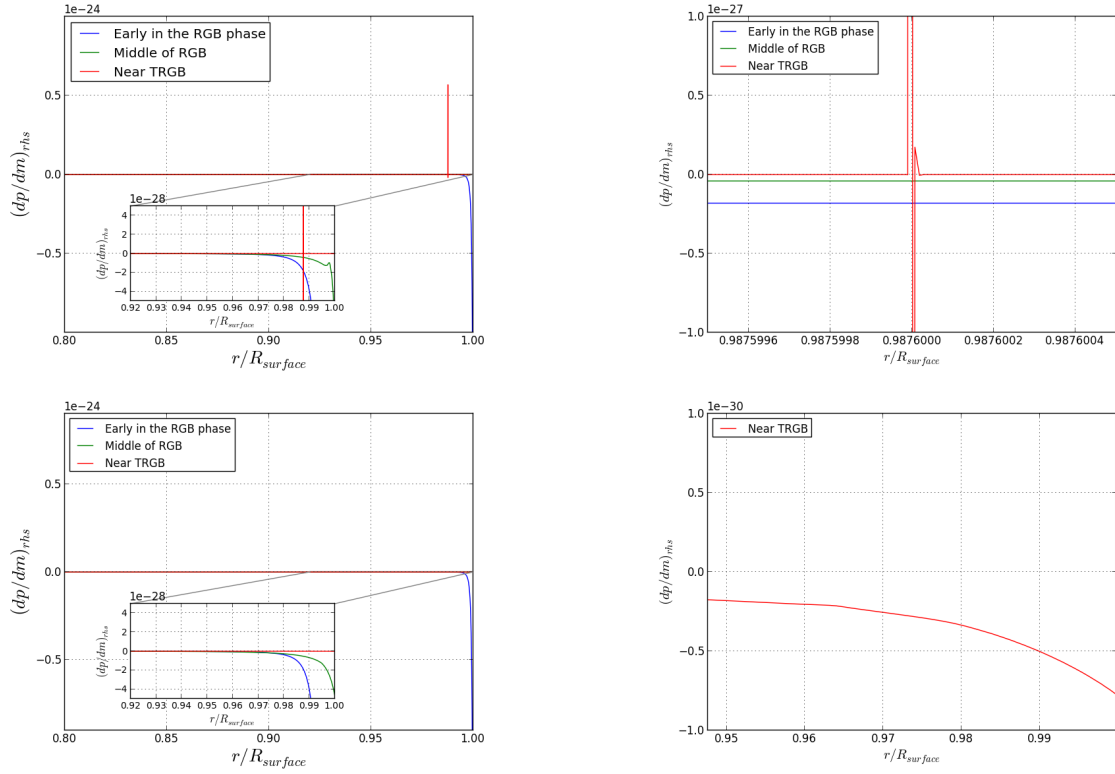 1e−24
Early in the RGB phase
Middle of RGB
Near TRGB
0.5
0.0
−0.5
(dp/dm)rhs
1e−28
4
2
0
−2
−4
(dp/dm)rhs
0.92 0.93 0.94 0.95 0.96 0.97 0.98 0.99 1.00
r/Rsurface
0.80 0.85 0.90 0.95 1.00
r/Rsurface
1e−27
1.0
Early in the RGB phase
Middle of RGB
Near TRGB
0.5
0.0
−0.5
−1.0
(dp/dm)rhs
0.9875996 0.9875998 0.9876000 0.9876002 0.9876004
r/Rsurface
1e−24
Early in the RGB phase
Middle of RGB
Near TRGB
0.5
0.0
−0.5
(dp/dm)rhs
1e−28
4
2
0
−2
−4
(dp/dm)rhs
0.92 0.93 0.94 0.95 0.96 0.97 0.98 0.99 1.00
r/Rsurface
0.80 0.85 0.90 0.95 1.00
r/Rsurface
1e−30
1.0
Near TRGB
0.5
0.0
−0.5
−1.0
(dp/dm)rhs
0.95 0.96 0.97 0.98 0.99
r/Rsurface